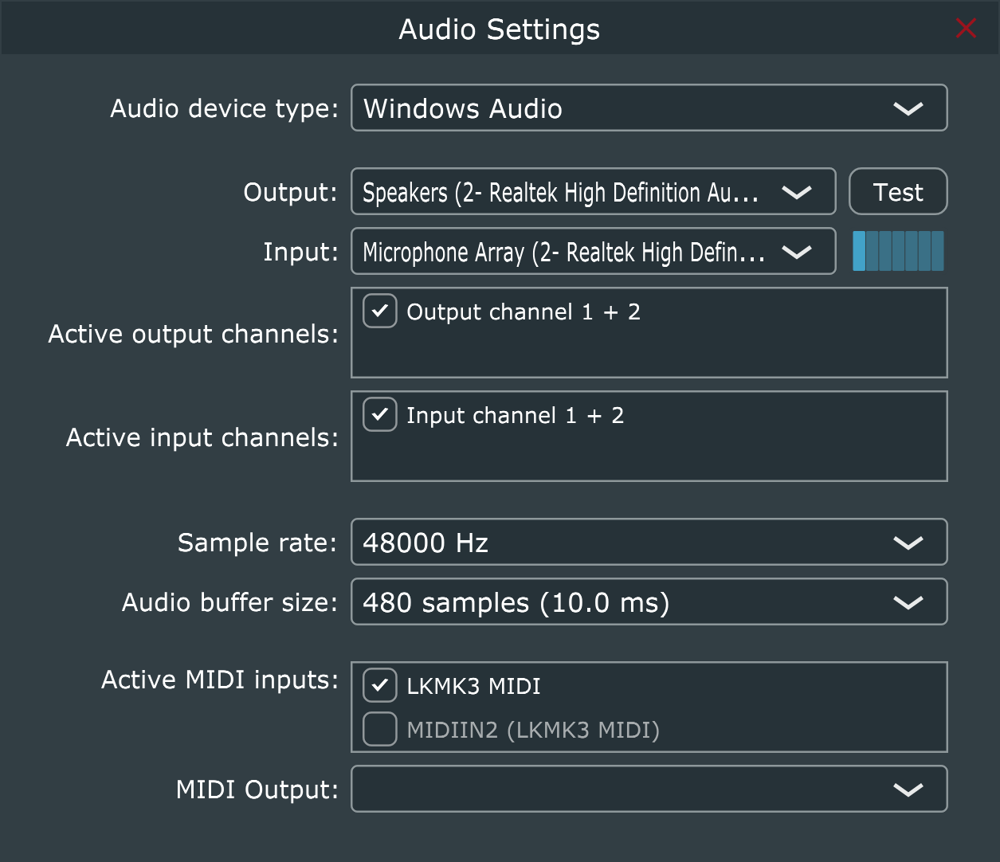 Audio Settings
Audio device type: Windows Audio
Output: Speakers (2- Realtek High Definition Au... Test
Input: Microphone Array (2- Realtek High Defin...
Active output channels: Output channel 1 + 2
Active input channels: Input channel 1 + 2
Sample rate: 48000 Hz
Audio buffer size: 480 samples (10.0 ms)
Active MIDI inputs: LKMK3 MIDI
MIDIIN2 (LKMK3 MIDI)
MIDI Output: